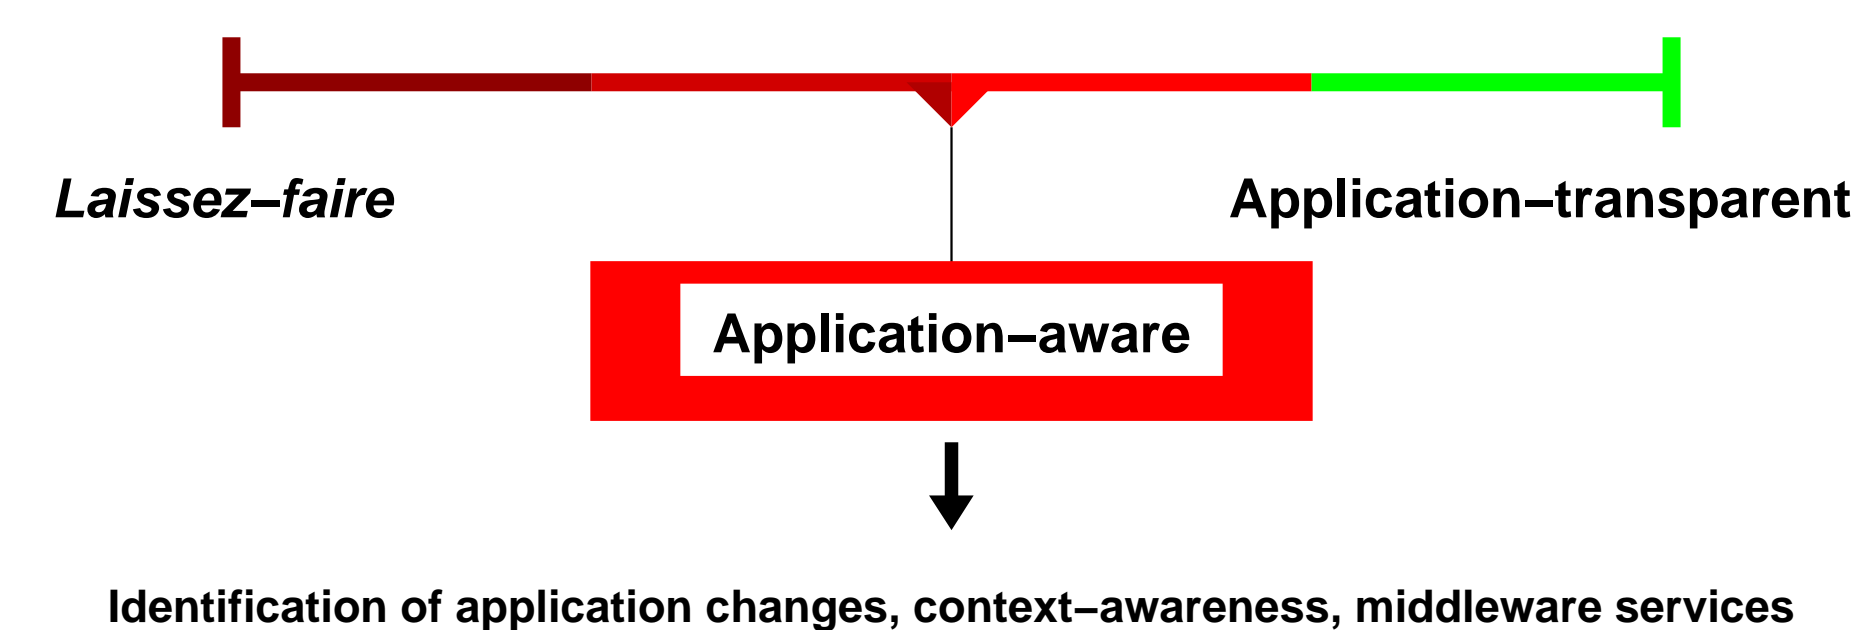 Laissez–faire
Application–transparent
Application–aware
Identification of application changes, context–awareness, middleware services